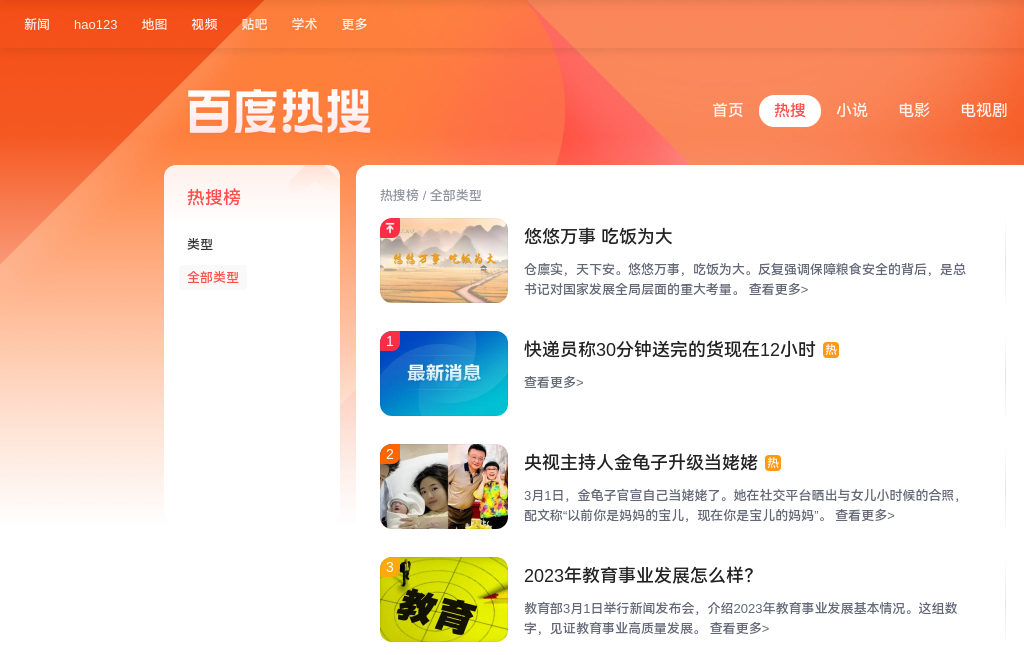 新闻 hao123 地图 视频 贴吧 学术 更多
百度热搜
首页 热搜 小说 电影 电视剧
热搜榜
类型
全部类型
热搜榜 / 全部类型
悠悠万事 吃饭为大
悠悠万事 吃饭为大
仓廪实，天下安。悠悠万事，吃饭为大。反复强调保障粮食安全的背后，是总
书记对国家发展全局层面的重大考量。 查看更多>
1
最新消息
快递员称30分钟送完的货现在12小时 热
查看更多>
2
央视主持人金龟子升级当姥姥 热
3月1日，金龟子官宣自己当姥姥了。她在社交平台晒出与女儿小时候的合照，
配文称“以前你是妈妈的宝儿，现在你是宝儿的妈妈”。 查看更多>
3
教育
2023年教育事业发展怎么样？
教育部3月1日举行新闻发布会，介绍2023年教育事业发展基本情况。这组数
字，见证教育事业高质量发展。 查看更多>